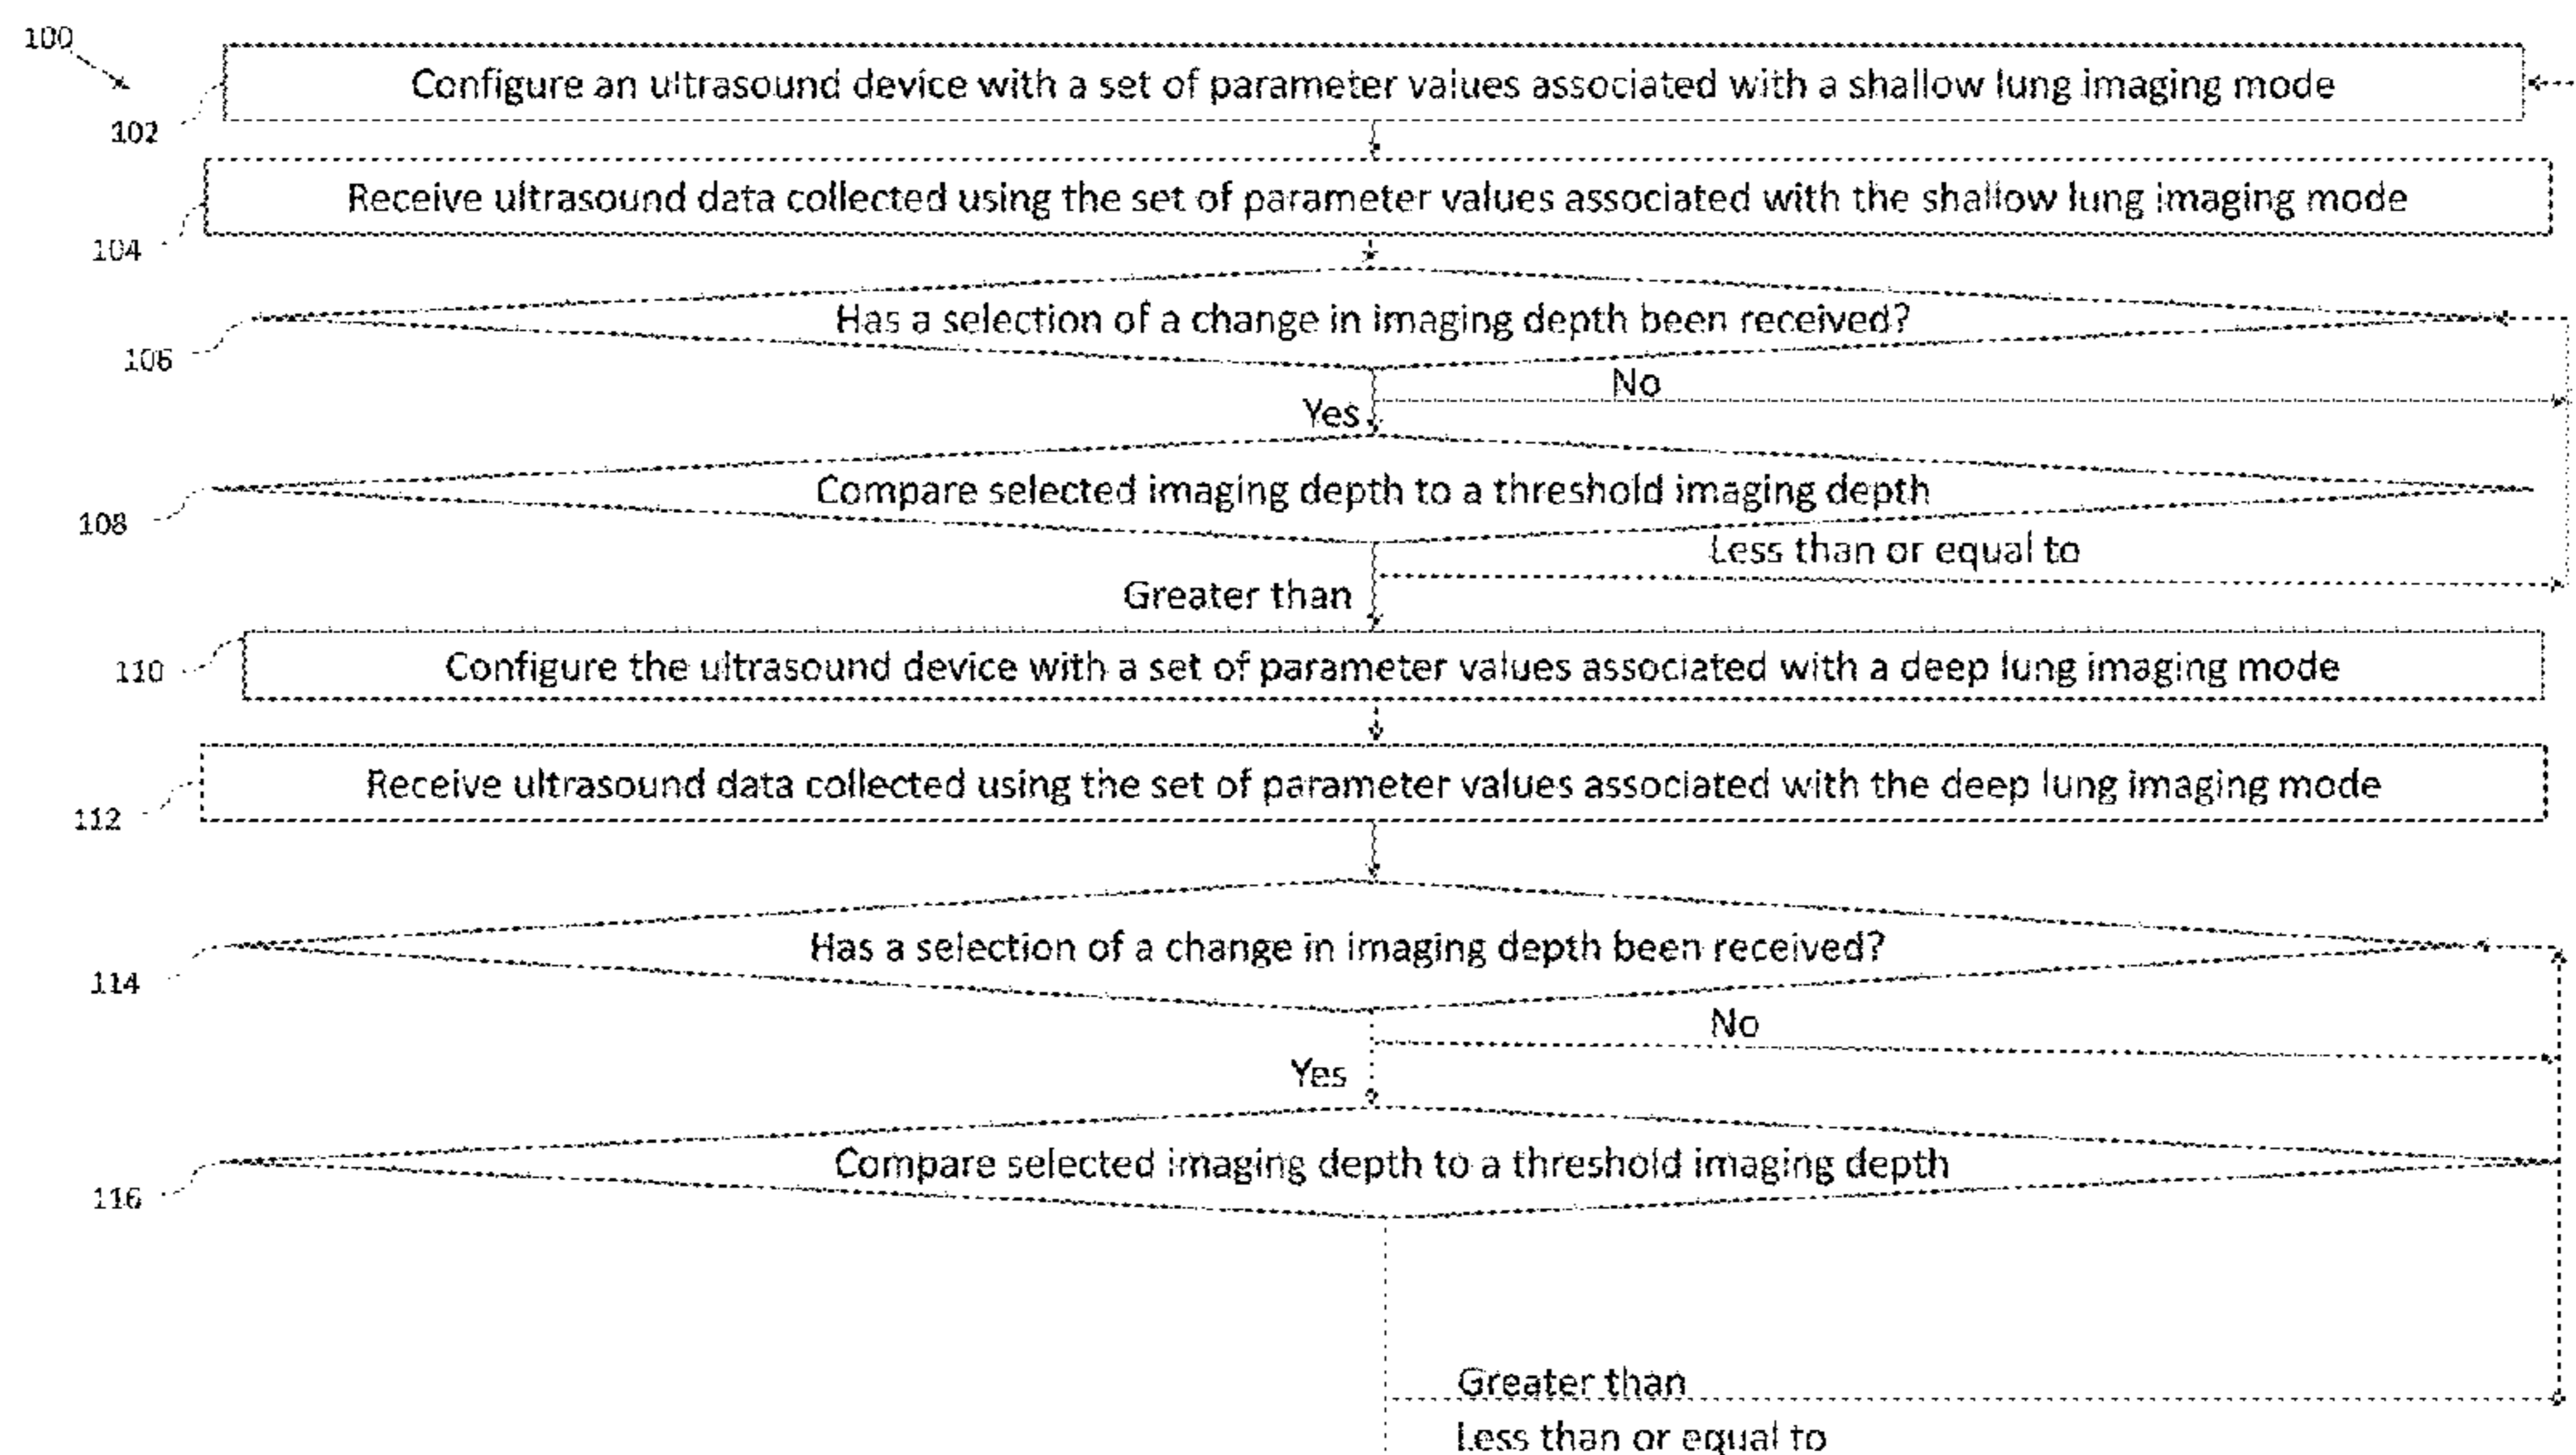 100
Configure an ultrasound device with a set of parameter values associated with a shallow lung imaging mode
102
Receive ultrasound data collected using the set of parameter values associated with the shallow lung imaging mode
104
Has a selection of a change in imaging depth been received?
106
No
Yes
Compare selected imaging depth to a threshold imaging depth
108
Less than or equal to
Greater than
110
Configure the ultrasound device with a set of parameter values associated with a deep lung imaging mode
Receive ultrasound data collected using the set of parameter values associated with the deep lung imaging mode
112
Has a selection of a change in imaging depth been received?
114
No
Yes
Compare selected imaging depth to a threshold imaging depth
116
Greater than
Less than or equal to